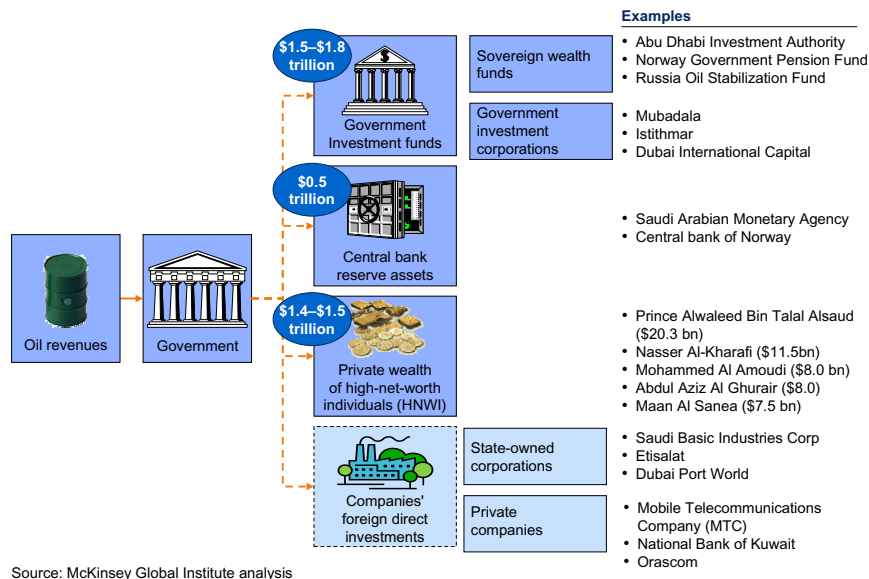 Examples
$1.5–$1.8
trillion
$
Government
Investment funds
Sovereign wealth
funds
• Abu Dhabi Investment Authority
• Norway Government Pension Fund
• Russia Oil Stabilization Fund
Government
investment
corporations
• Mubadala
• Istithmar
• Dubai International Capital
$0.5
trillion
Central bank
reserve assets
• Saudi Arabian Monetary Agency
• Central bank of Norway
Oil revenues
Government
$1.4–$1.5
trillion
Private wealth
of high-net-worth
individuals (HNWI)
• Prince Alwaleed Bin Talal Alsaud
($20.3 bn)
• Nasser Al-Kharafi ($11.5bn)
• Mohammed Al Amoudi ($8.0 bn)
• Abdul Aziz Al Ghurair ($8.0)
• Maan Al Sanea ($7.5 bn)
Companies'
foreign direct
investments
State-owned
corporations
• Saudi Basic Industries Corp
• Etisalat
• Dubai Port World
Private
companies
• Mobile Telecommunications
Company (MTC)
• National Bank of Kuwait
• Orascom
Source: McKinsey Global Institute analysis